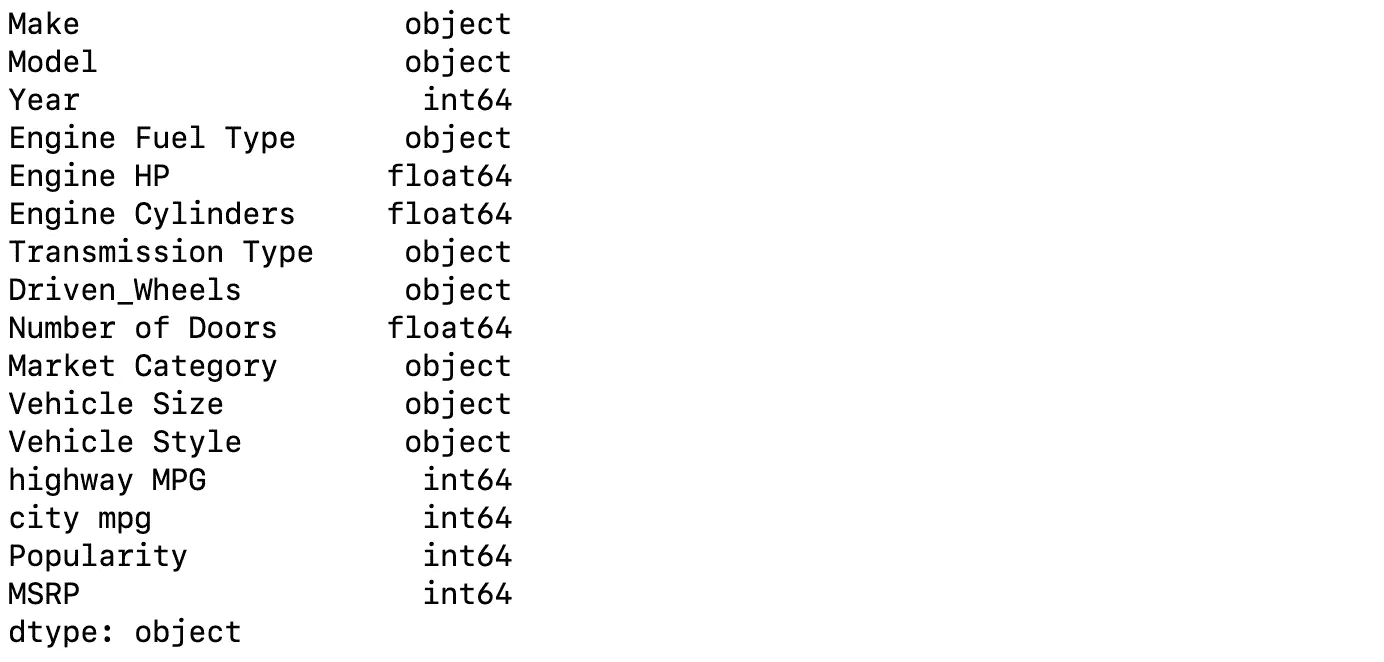 Make                  object
Model                 object
Year                   int64
Engine Fuel Type      object
Engine HP            float64
Engine Cylinders     float64
Transmission Type     object
Driven_Wheels         object
Number of Doors      float64
Market Category       object
Vehicle Size          object
Vehicle Style         object
highway MPG            int64
city mpg               int64
Popularity             int64
MSRP                   int64
dtype: object